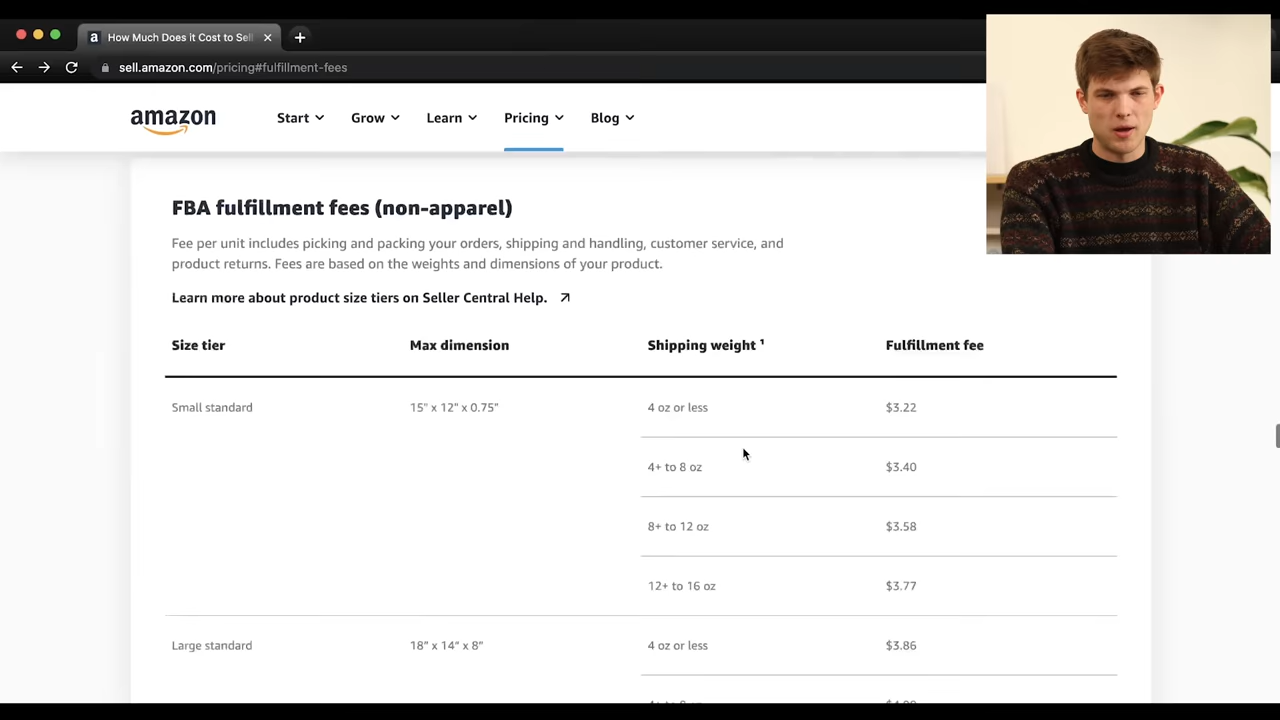 How Much Does it Cost to Sell
sell.amazon.com/pricing#fulfillment-fees
amazon
Start
Grow
Learn
Pricing
Blog
FBA fulfillment fees (non-apparel)
Fee per unit includes picking and packing your orders, shipping and handling, customer service, and
product returns. Fees are based on the weights and dimensions of your product.
Learn more about product size tiers on Seller Central Help.
Size tier Max dimension Shipping weight ¹ Fulfillment fee
Small standard 15" x 12" x 0.75" 4 oz or less $3.22
4+ to 8 oz $3.40
8+ to 12 oz $3.58
12+ to 16 oz $3.77
Large standard 18" x 14" x 8" 4 oz or less $3.86